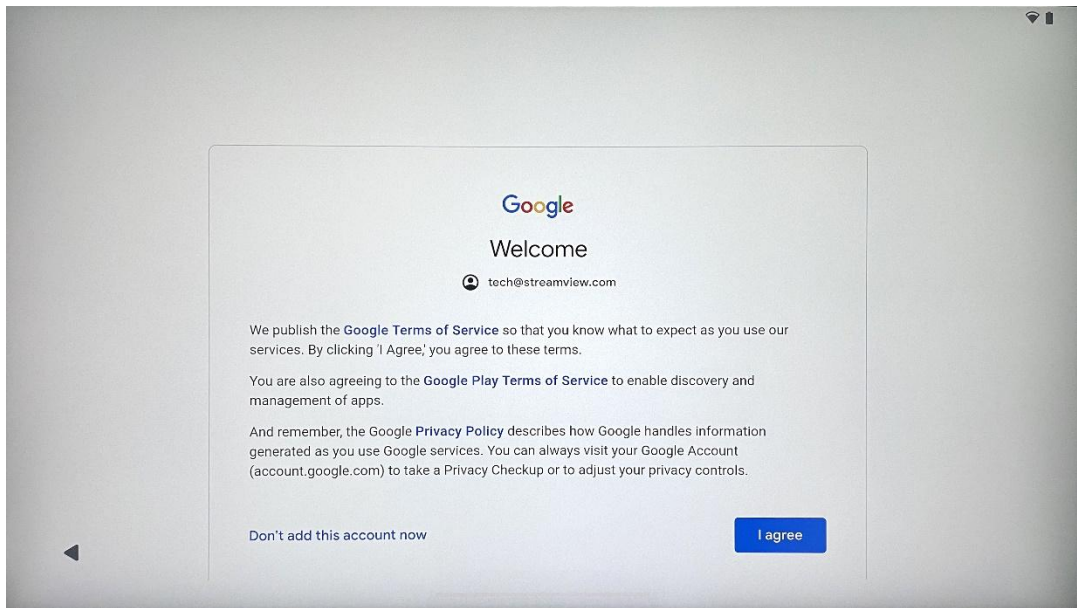 Google
Welcome
tech@streamview.com
We publish the Google Terms of Service so that you know what to expect as you use our
services. By clicking 'I Agree,' you agree to these terms.
You are also agreeing to the Google Play Terms of Service to enable discovery and
management of apps.
And remember, the Google Privacy Policy describes how Google handles information
generated as you use Google services. You can always visit your Google Account
(account.google.com) to take a Privacy Checkup or to adjust your privacy controls.
Don't add this account now
I agree